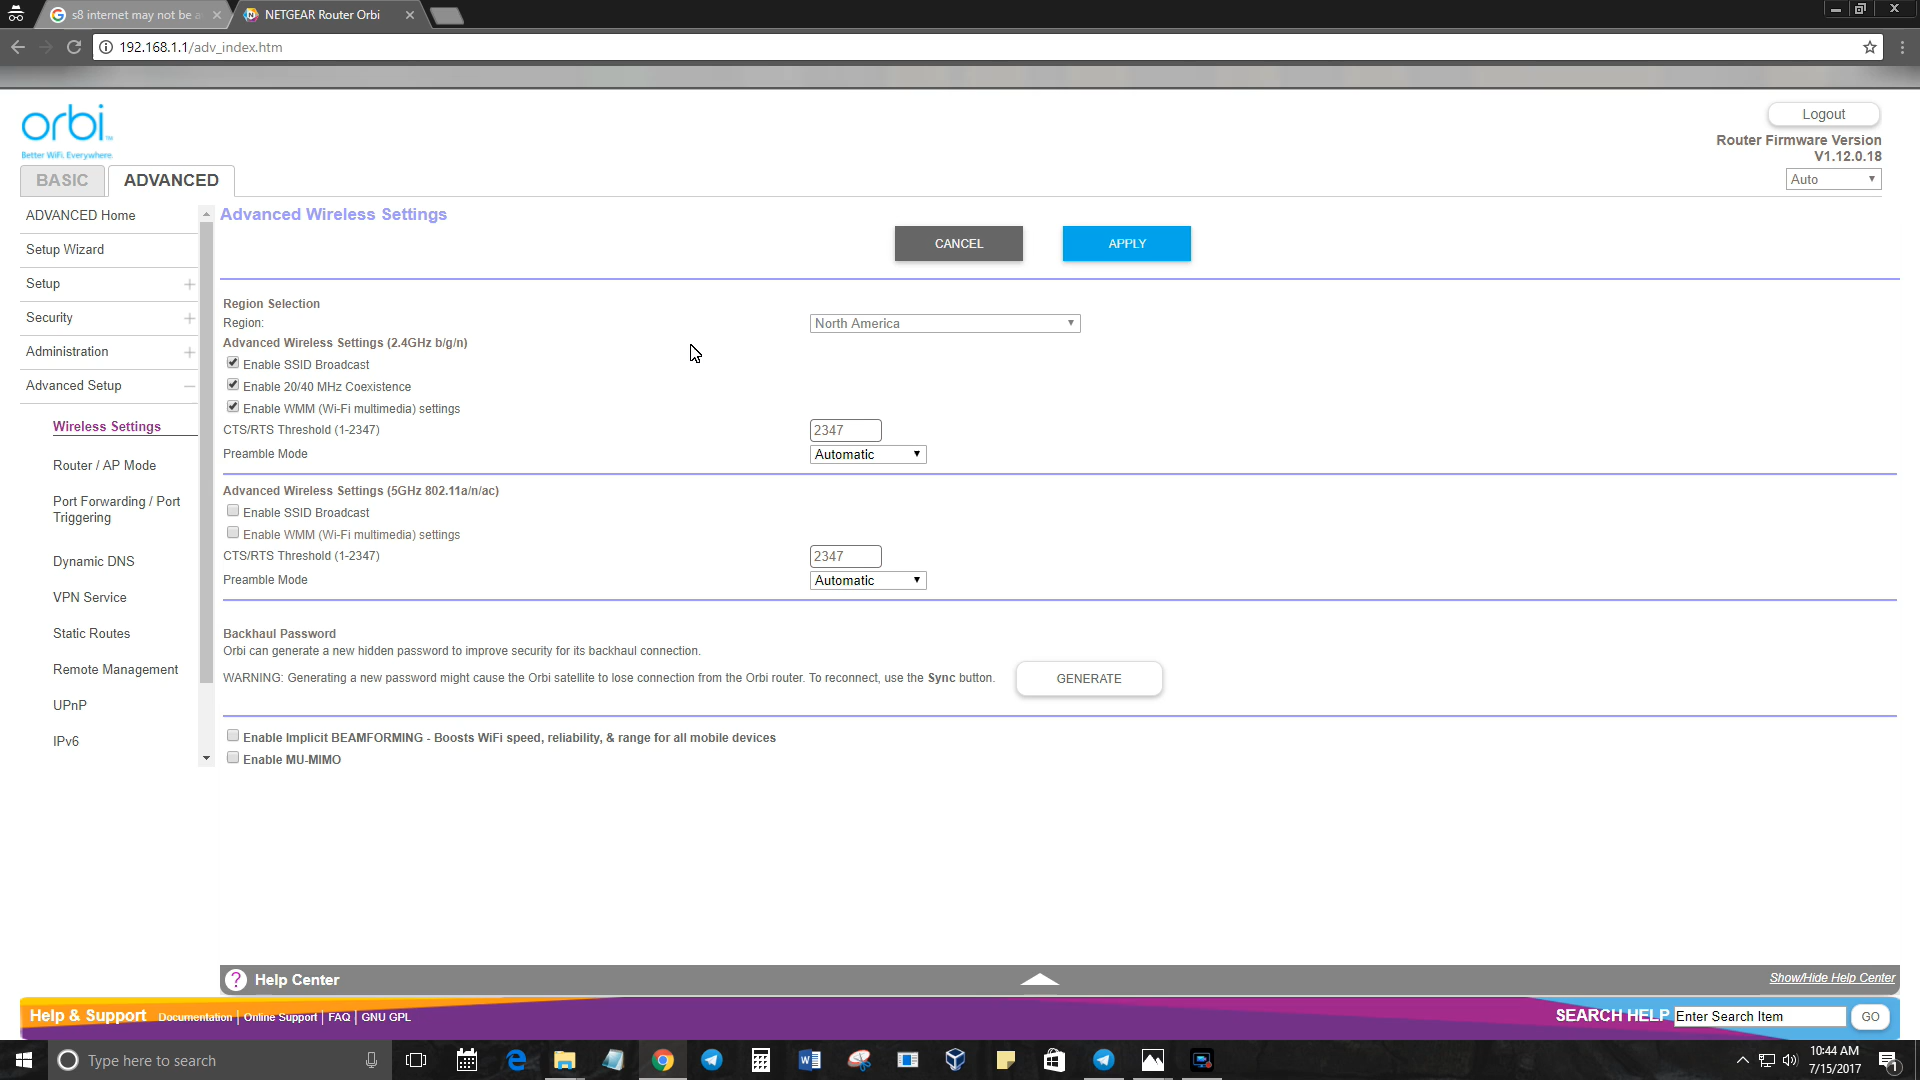 s8 internet may not be a
NETGEAR Router Orbi
192.168.1.1/adv_index.htm
orbi
Better WiFi. Everywhere.
Logout
Router Firmware Version
V1.12.0.18
Auto
BASIC
ADVANCED
ADVANCED Home
Setup Wizard
Setup
Security
Administration
Advanced Setup
Wireless Settings
Router / AP Mode
Port Forwarding / Port
Triggering
Dynamic DNS
VPN Service
Static Routes
Remote Management
UPnP
IPv6
Advanced Wireless Settings
CANCEL
APPLY
Region Selection
Region:
North America
Advanced Wireless Settings (2.4GHz b/g/n)
Enable SSID Broadcast
Enable 20/40 MHz Coexistence
Enable WMM (Wi-Fi multimedia) settings
CTS/RTS Threshold (1-2347)
2347
Preamble Mode
Automatic
Advanced Wireless Settings (5GHz 802.11a/n/ac)
Enable SSID Broadcast
Enable WMM (Wi-Fi multimedia) settings
CTS/RTS Threshold (1-2347)
2347
Preamble Mode
Automatic
Backhaul Password
Orbi can generate a new hidden password to improve security for its backhaul connection.
WARNING: Generating a new password might cause the Orbi satellite to lose connection from the Orbi router. To reconnect, use the Sync button.
GENERATE
Enable Implicit BEAMFORMING - Boosts WiFi speed, reliability, & range for all mobile devices
Enable MU-MIMO
? Help Center
Show/Hide Help Center
Help & Support Documentation | Online Support | FAQ | GNU GPL
SEARCH HELP Enter Search Item GO
Type here to search
10:44 AM
7/15/2017
1